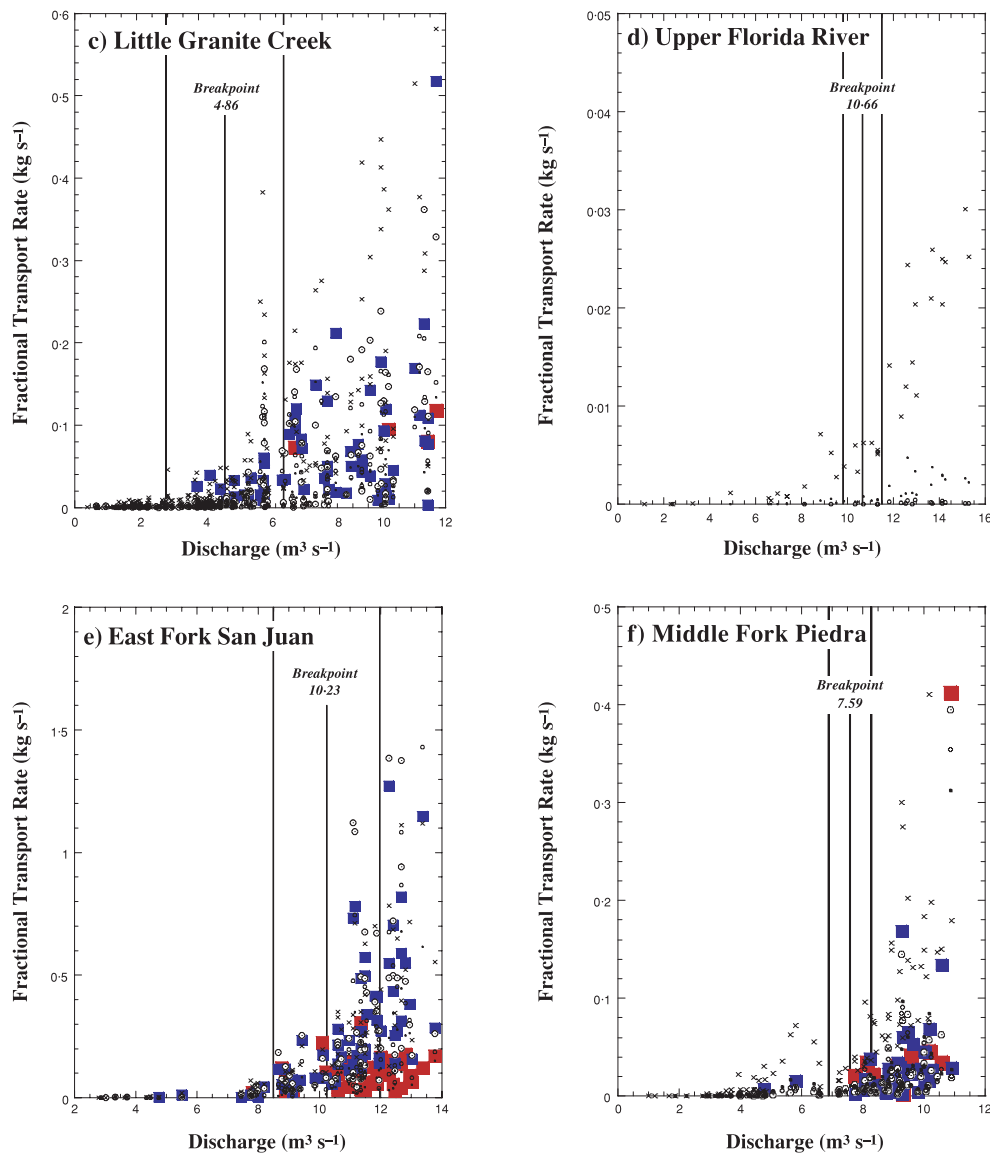 c) Little Granite Creek
Breakpoint
4·86
Fractional Transport Rate (kg s⁻¹)
0·6
0·5
0·4
0·3
0·2
0·1
0
0 2 4 6 8 10 12
Discharge (m³ s⁻¹)
d) Upper Florida River
Breakpoint
10·66
Fractional Transport Rate (kg s⁻¹)
0·05
0·04
0·03
0·02
0·01
0
0 2 4 6 8 10 12 14 16
Discharge (m³ s⁻¹)
e) East Fork San Juan
Breakpoint
10·23
Fractional Transport Rate (kg s⁻¹)
2
1·5
1
0·5
0
2 4 6 8 10 12 14
Discharge (m³ s⁻¹)
f) Middle Fork Piedra
Breakpoint
7.59
Fractional Transport Rate (kg s⁻¹)
0·5
0·4
0·3
0·2
0·1
0
0 2 4 6 8 10 12
Discharge (m³ s⁻¹)